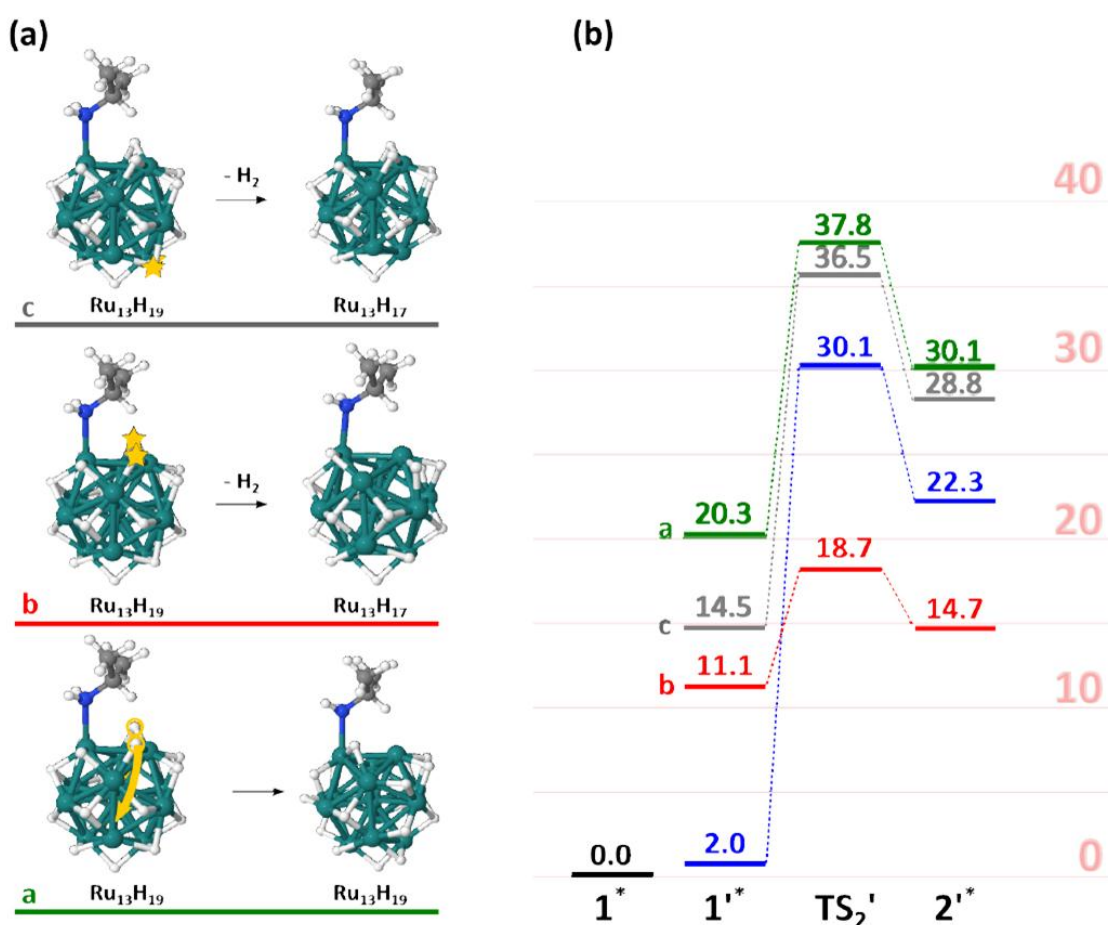 (a)
- H₂
Ru₁₃H₁₉
Ru₁₃H₁₇
c
- H₂
Ru₁₃H₁₉
Ru₁₃H₁₇
b
Ru₁₃H₁₉
Ru₁₃H₁₉
a
(b)
40
37.8
36.5
30.1
30
30.1
28.8
22.3
a
20.3
20
18.7
c
14.5
14.7
b
11.1
10
0.0
2.0
0
1* 1'* TS₂' 2'*